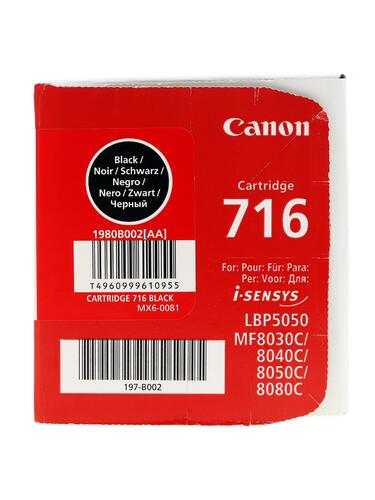 Canon
Black /
Noir / Schwarz /
Negro /
Nero / Zwart /
Черный
Cartridge
716
1980B002[AA]
T4960999610955
CARTRIDGE 716 BLACK
MX6-0081
For: Pour: Für: Para:
Per: Voor: Для:
i-SENSYS
LBP5050
MF8030C/
8040C/
8050C/
8080C
197-B002